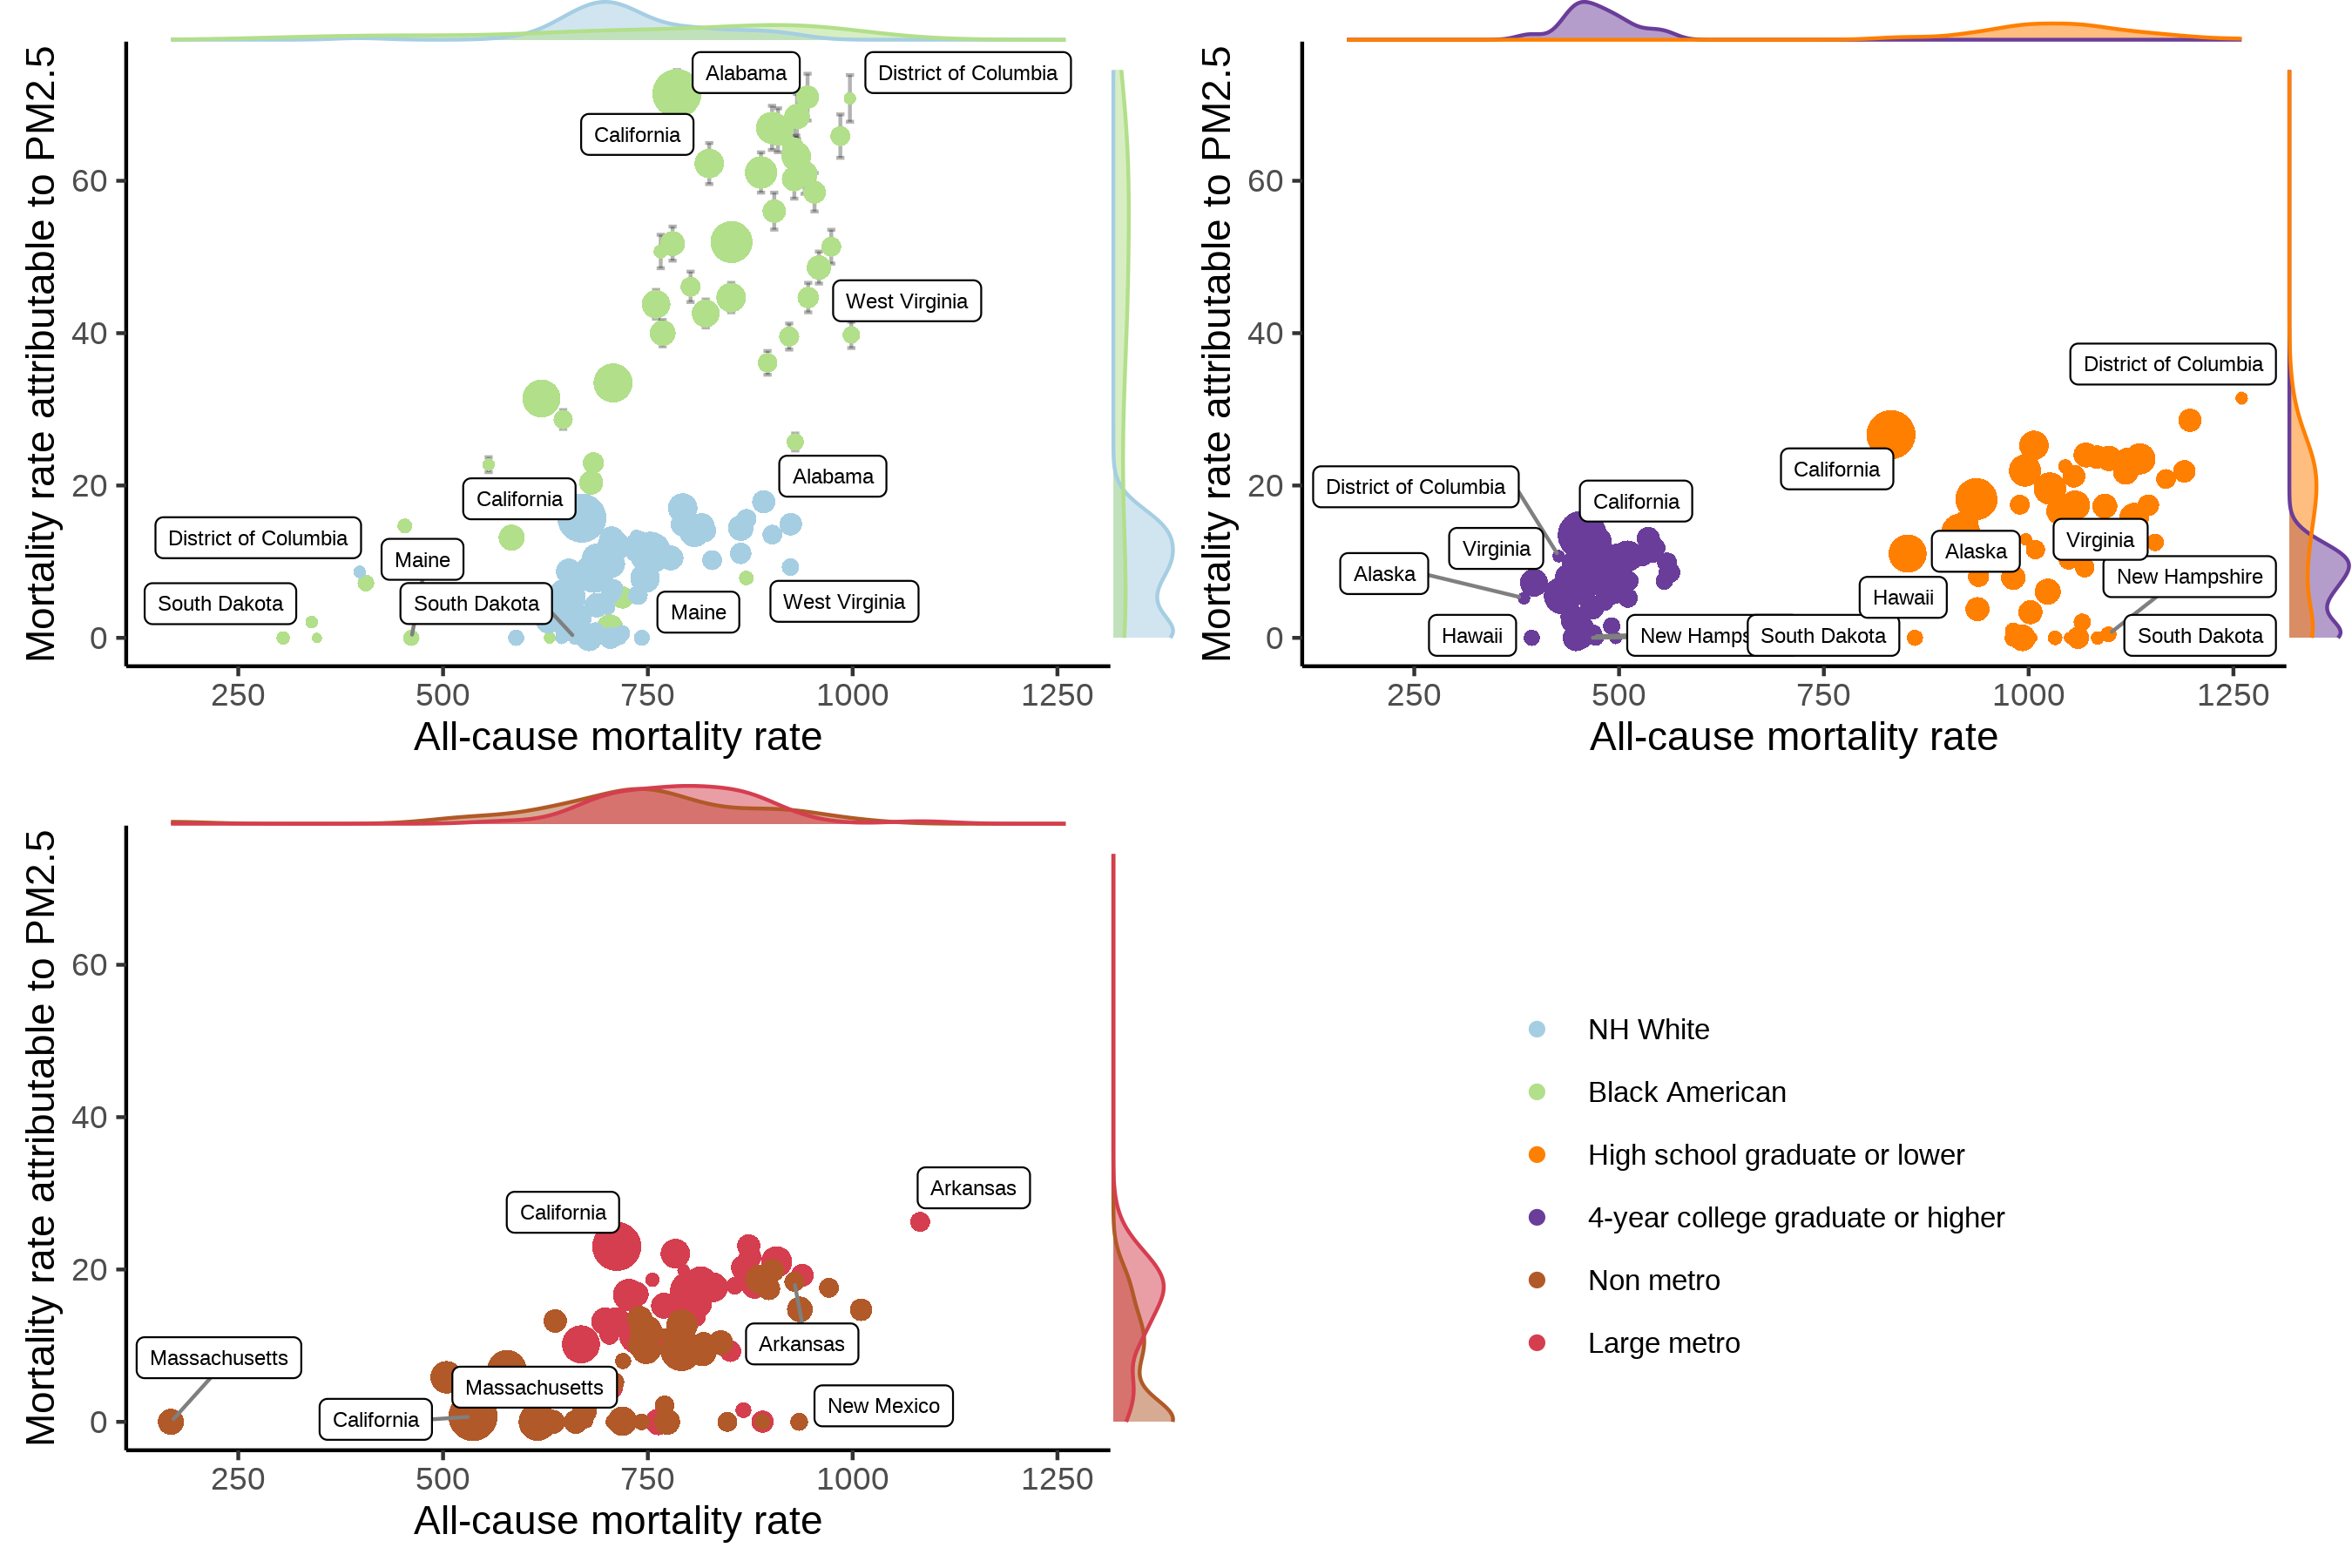 Mortality rate attributable to PM2.5
60
40
20
0
Alabama
District of Columbia
California
West Virginia
Alabama
California
District of Columbia
Maine
South Dakota
South Dakota
Maine
West Virginia
250
500
750
1000
1250
All-cause mortality rate
Mortality rate attributable to PM2.5
60
40
20
0
District of Columbia
California
District of Columbia
California
Virginia
Alaska
Virginia
Alaska
New Hampshire
Hawaii
Hawaii
New Hamps
South Dakota
South Dakota
250
500
750
1000
1250
All-cause mortality rate
Mortality rate attributable to PM2.5
60
40
20
0
Arkansas
California
Arkansas
Massachusetts
Massachusetts
California
New Mexico
250
500
750
1000
1250
All-cause mortality rate
NH White
Black American
High school graduate or lower
4-year college graduate or higher
Non metro
Large metro